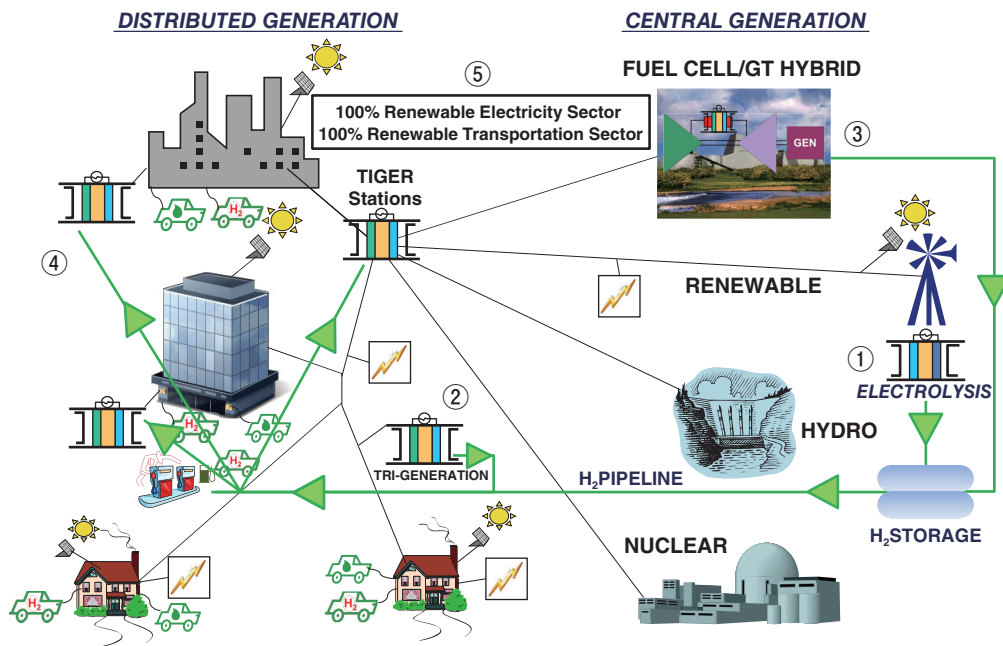 DISTRIBUTED GENERATION
CENTRAL GENERATION
FUEL CELL/GT HYBRID
⑤
100% Renewable Electricity Sector
100% Renewable Transportation Sector
GEN
③
TIGER
Stations
H₂
④
RENEWABLE
①
ELECTROLYSIS
②
H₂
HYDRO
H₂
TRI-GENERATION
H₂PIPELINE
H₂STORAGE
NUCLEAR
H₂
H₂